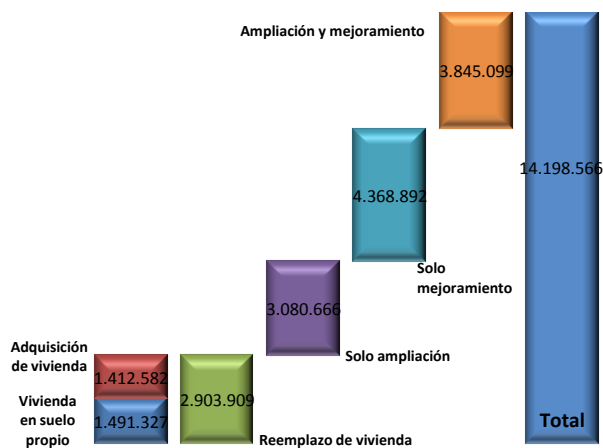 Ampliación y mejoramiento
3.845.099
14.198.566
4.368.892
Solo
mejoramiento
3.080.666
Solo ampliación
Adquisición
de vivienda
1.412.582
2.903.909
Vivienda
en suelo
propio
1.491.327
Reemplazo de vivienda
Total